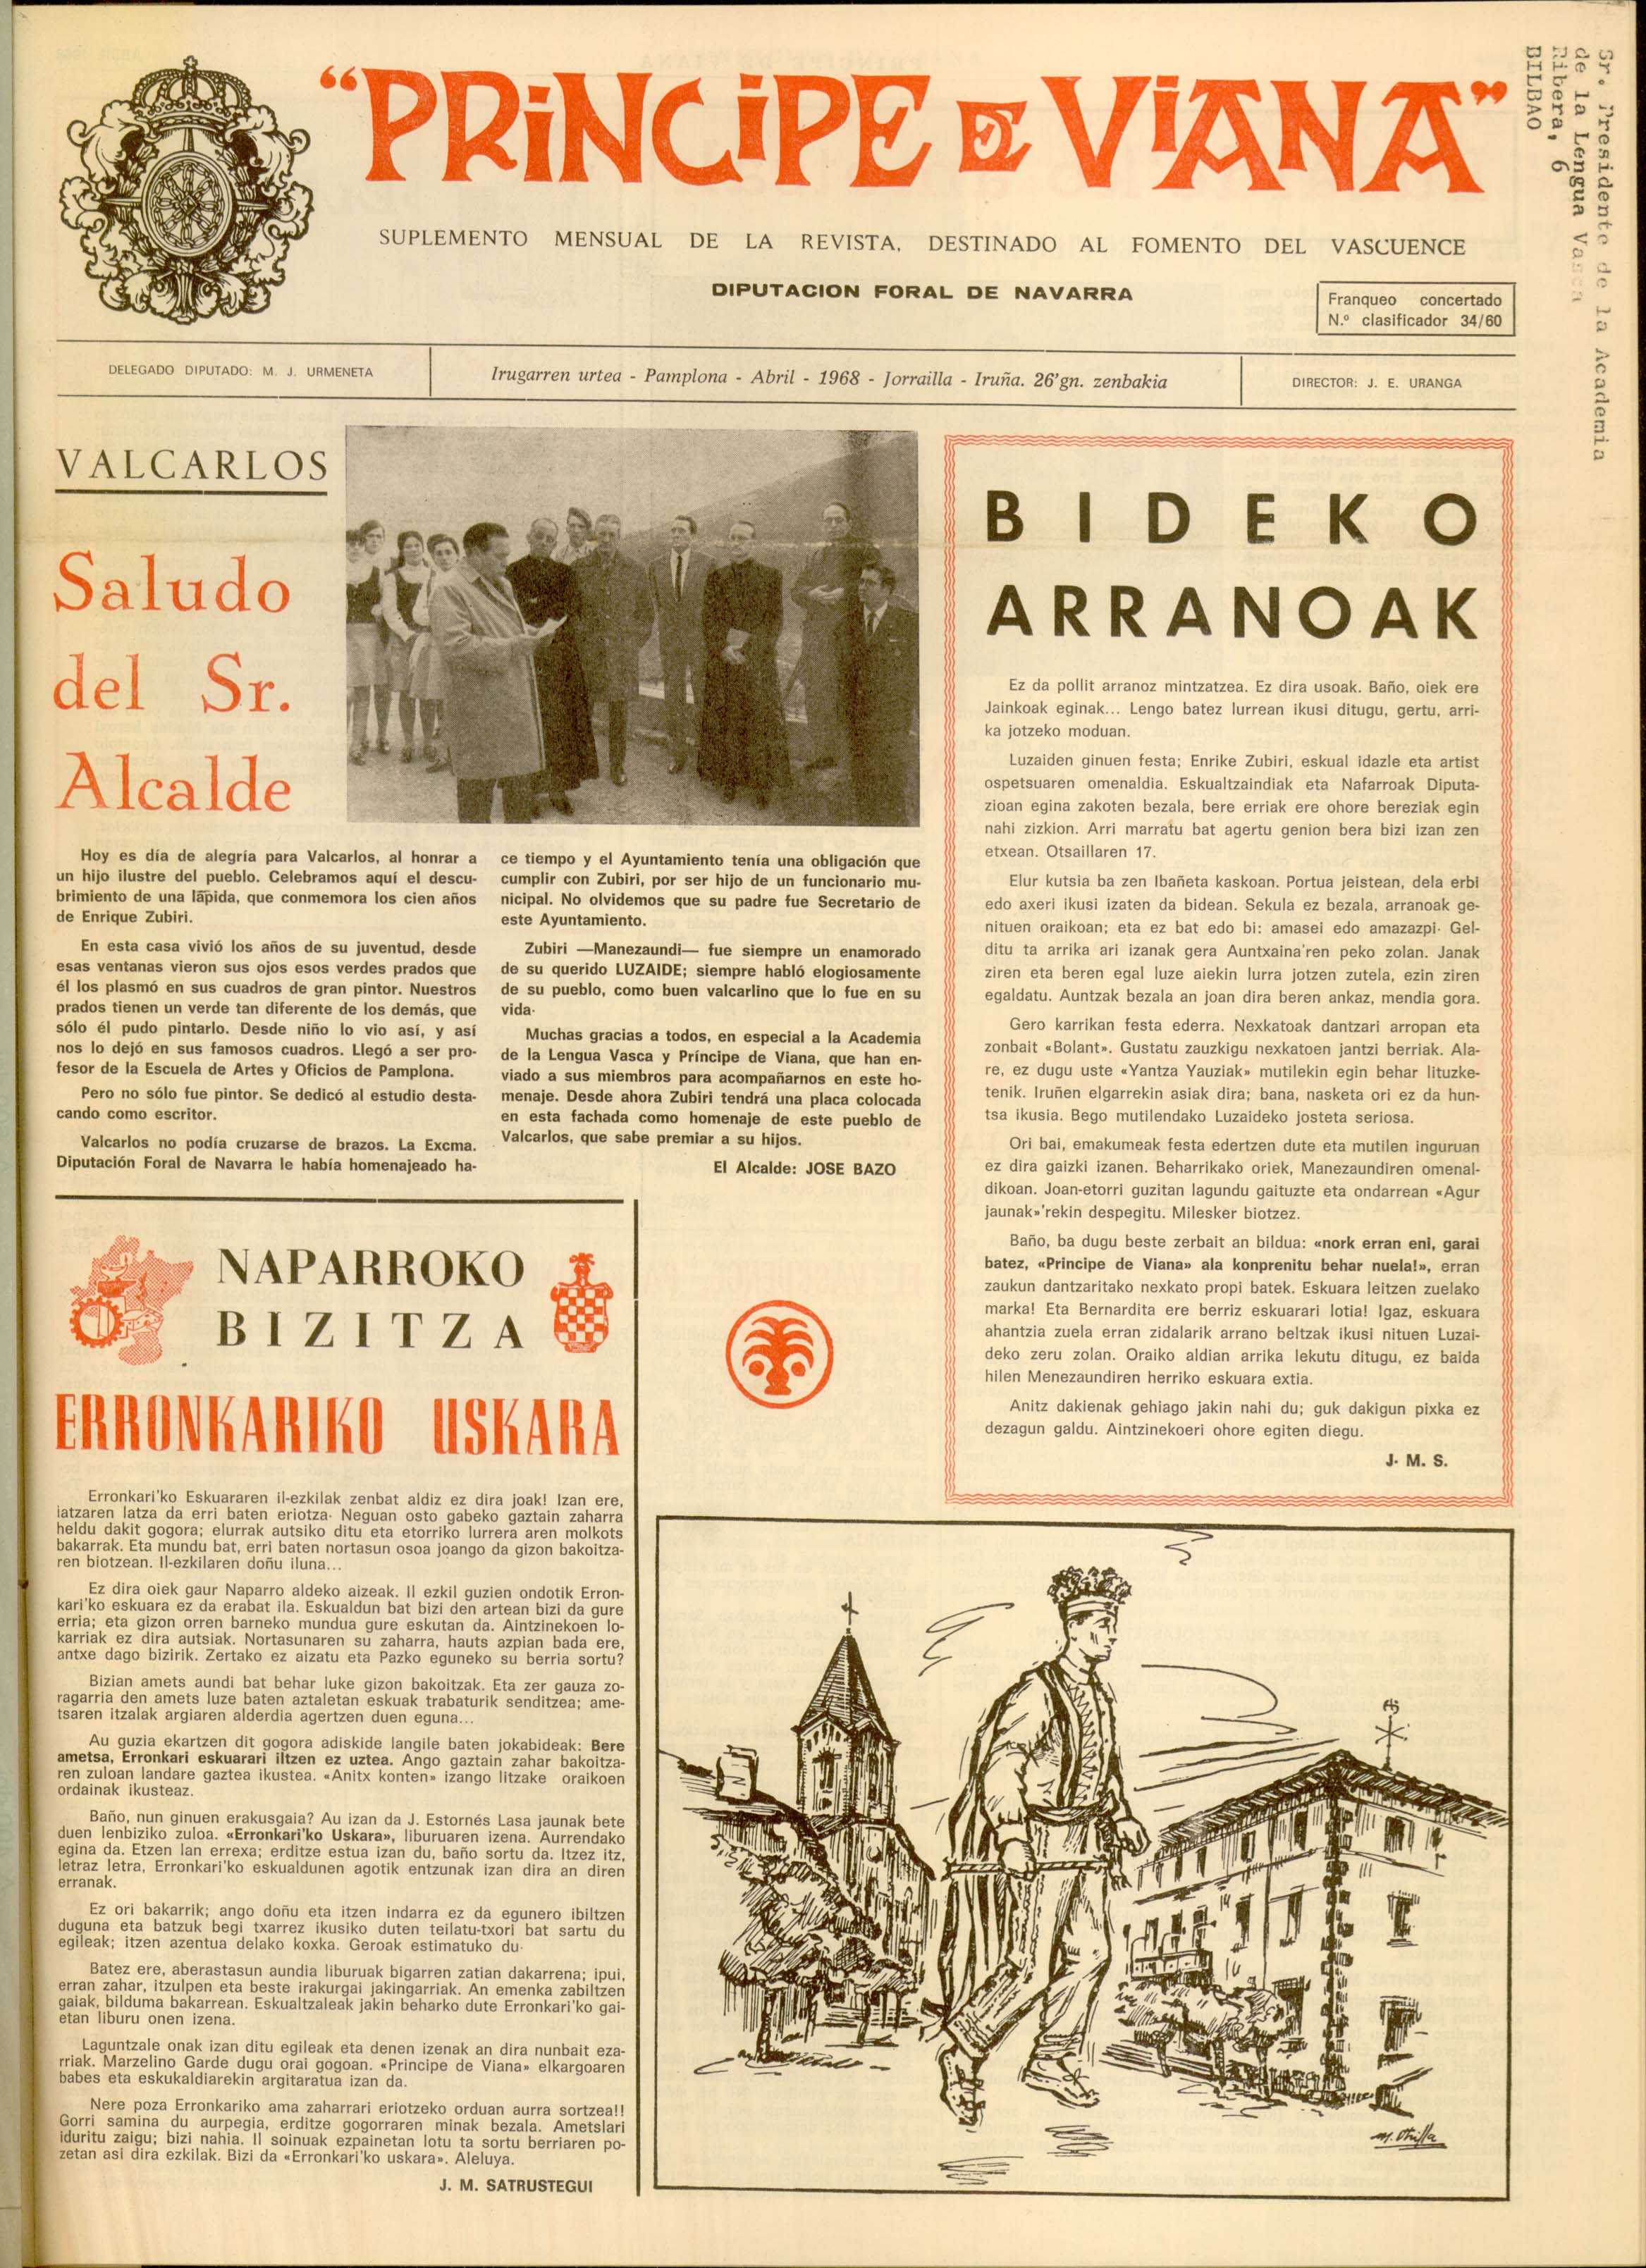 “PRiNCiPE DE ViANA”
SUPLEMENTO MENSUAL DE LA REVISTA, DESTINADO AL FOMENTO DEL VASCUENCE
DIPUTACION FORAL DE NAVARRA
Franqueo concertado
N.º clasificador 34/60
Sr. Presidente de la Academia
de la Lengua Vasca
Ribera, 6
BILBAO
DELEGADO DIPUTADO: M. J. URMENETA
Irugarren urtea - Pamplona - Abril - 1968 - Jorrailla - Iruña. 26’gn. zenbakia
DIRECTOR: J. E. URANGA
VALCARLOS
Saludo
del Sr.
Alcalde
Hoy es día de alegría para Valcarlos, al honrar a
un hijo ilustre del pueblo. Celebramos aquí el descu-
brimiento de una lápida, que conmemora los cien años
de Enrique Zubiri.
En esta casa vivió los años de su juventud, desde
esas ventanas vieron sus ojos esos verdes prados que
él los plasmó en sus cuadros de gran pintor. Nuestros
prados tienen un verde tan diferente de los demás, que
sólo él pudo pintarlo. Desde niño lo vio así, y así
nos lo dejó en sus famosos cuadros. Llegó a ser pro-
fesor de la Escuela de Artes y Oficios de Pamplona.
Pero no sólo fue pintor. Se dedicó al estudio desta-
cando como escritor.
Valcarlos no podía cruzarse de brazos. La Excma.
Diputación Foral de Navarra le había homenajeado ha-
ce tiempo y el Ayuntamiento tenía una obligación que
cumplir con Zubiri, por ser hijo de un funcionario mu-
nicipal. No olvidemos que su padre fue Secretario de
este Ayuntamiento.
Zubiri —Manezaundi— fue siempre un enamorado
de su querido LUZAIDE; siempre habló elogiosamente
de su pueblo, como buen valcarlino que lo fue en su
vida·
Muchas gracias a todos, en especial a la Academia
de la Lengua Vasca y Príncipe de Viana, que han en-
viado a sus miembros para acompañarnos en este ho-
menaje. Desde ahora Zubiri tendrá una placa colocada
en esta fachada como homenaje de este pueblo de
Valcarlos, que sabe premiar a su hijos.
El Alcalde: JOSE BAZO
BIDEKO
ARRANOAK
Ez da pollit arranoz mintzatzea. Ez dira usoak. Baño, oiek ere
Jainkoak eginak... Lengo batez lurrean ikusi ditugu, gertu, arri-
ka jotzeko moduan.
Luzaiden ginuen festa; Enrike Zubiri, eskual idazle eta artist
ospetsuaren omenaldia. Eskualtzaindiak eta Nafarroak Diputa-
zioan egina zakoten bezala, bere erriak ere ohore bereziak egin
nahi zizkion. Arri marratu bat agertu genion bera bizi izan zen
etxean. Otsaillaren 17.
Elur kutsia ba zen Ibañeta kaskoan. Portua jeistean, dela erbi
edo axeri ikusi izaten da bidean. Sekula ez bezala, arranoak ge-
nituen oraikoan; eta ez bat edo bi: amasei edo amazazpi· Gel-
ditu ta arrika ari izanak gera Auntxaina’ren peko zolan. Janak
ziren eta beren egal luze aiekin lurra jotzen zutela, ezin ziren
egaldatu. Auntzak bezala an joan dira beren ankaz, mendia gora.
Gero karrikan festa ederra. Nexkatoak dantzari arropan eta
zonbait «Bolant». Gustatu zauzkigu nexkatoen jantzi berriak. Ala-
re, ez dugu uste «Yantza Yauziak» mutilekin egin behar lituzke-
tenik. Iruñen elgarrekin asiak dira; bana, nasketa ori ez da hun-
tsa ikusia. Bego mutilendako Luzaideko josteta seriosa.
Ori bai, emakumeak festa edertzen dute eta mutilen inguruan
ez dira gaizki izanen. Beharrikako oriek, Manezaundiren omenal-
dikoan. Joan-etorri guzitan lagundu gaituzte eta ondarrean «Agur
jaunak»’rekin despegitu. Milesker biotzez.
Baño, ba dugu beste zerbait an bildua: «nork erran eni, garai
batez, «Principe de Viana» ala konprenitu behar nuela!», erran
zaukun dantzaritako nexkato propi batek. Eskuara leitzen zuelako
marka! Eta Bernardita ere berriz eskuarari lotia! Igaz, eskuara
ahantzia zuela erran zidalarik arrano beltzak ikusi nituen Luzai-
deko zeru zolan. Oraiko aldian arrika lekutu ditugu, ez baida
hilen Menezaundiren herriko eskuara extia.
Anitz dakienak gehiago jakin nahi du; guk dakigun pixka ez
dezagun galdu. Aintzinekoeri ohore egiten diegu.
J· M. S.
NAPARROKO
BIZITZA
ERRONKARIKO USKARA
Erronkari’ko Eskuararen il-ezkilak zenbat aldiz ez dira joak! Izan ere,
iatzaren latza da erri baten eriotza· Neguan osto gabeko gaztain zaharra
heldu dakit gogora; elurrak autsiko ditu eta etorriko lurrera aren molkots
bakarrak. Eta mundu bat, erri baten nortasun osoa joango da gizon bakoitza-
ren biotzean. Il-ezkilaren doñu iluna...
Ez dira oiek gaur Naparro aldeko aizeak. Il ezkil guzien ondotik Erron-
kari’ko eskuara ez da erabat ila. Eskualdun bat bizi den artean bizi da gure
erria; eta gizon orren barneko mundua gure eskutan da. Aintzinekoen lo-
karriak ez dira autsiak. Nortasunaren su zaharra, hauts azpian bada ere,
antxe dago bizirik. Zertako ez aizatu eta Pazko eguneko su berria sortu?
Bizian amets aundi bat behar luke gizon bakoitzak. Eta zer gauza zo-
ragarria den amets luze baten aztaletan eskuak trabaturik senditzea; ame-
tsaren itzalak argiaren alderdia agertzen duen eguna...
Au guzia ekartzen dit gogora adiskide langile baten jokabideak: Bere
ametsa, Erronkari eskuarari iltzen ez uztea. Ango gaztain zahar bakoitza-
ren zuloan landare gaztea ikustea. «Anitx konten» izango litzake oraikoen
ordainak ikusteaz.
Baño, nun ginuen erakusgaia? Au izan da J. Estornés Lasa jaunak bete
duen lenbiziko zuloa. «Erronkari’ko Uskara», liburuaren izena. Aurrendako
egina da. Etzen lan errexa; erditze estua izan du, baño sortu da. Itzez itz,
letraz letra, Erronkari’ko eskualdunen agotik entzunak izan dira an diren
erranak.
Ez ori bakarrik; ango doñu eta itzen indarra ez da egunero ibiltzen
duguna eta batzuk begi txarrez ikusiko duten teilatu-txori bat sartu du
egileak; itzen azentua delako koxka. Geroak estimatuko du·
Batez ere, aberastasun aundia liburuak bigarren zatian dakarrena; ipui,
erran zahar, itzulpen eta beste irakurgai jakingarriak. An emenka zabiltzen
gaiak, bilduma bakarrean. Eskualtzaleak jakin beharko dute Erronkari’ko gai-
etan liburu onen izena.
Laguntzale onak izan ditu egileak eta denen izenak an dira nunbait eza-
rriak. Marzelino Garde dugu orai gogoan. «Principe de Viana» elkargoaren
babes eta eskukaldiarekin argitaratua izan da.
Nere poza Erronkariko ama zaharrari eriotzeko orduan aurra sortzea!!
Gorri samina du aurpegia, erditze gogorraren minak bezala. Ametslari
iduritu zaigu; bizi nahia. Il soinuak ezpainetan lotu ta sortu berriaren po-
zetan asi dira ezkilak. Bizi da «Erronkari’ko uskara». Aleluya.
J. M. SATRUSTEGUI